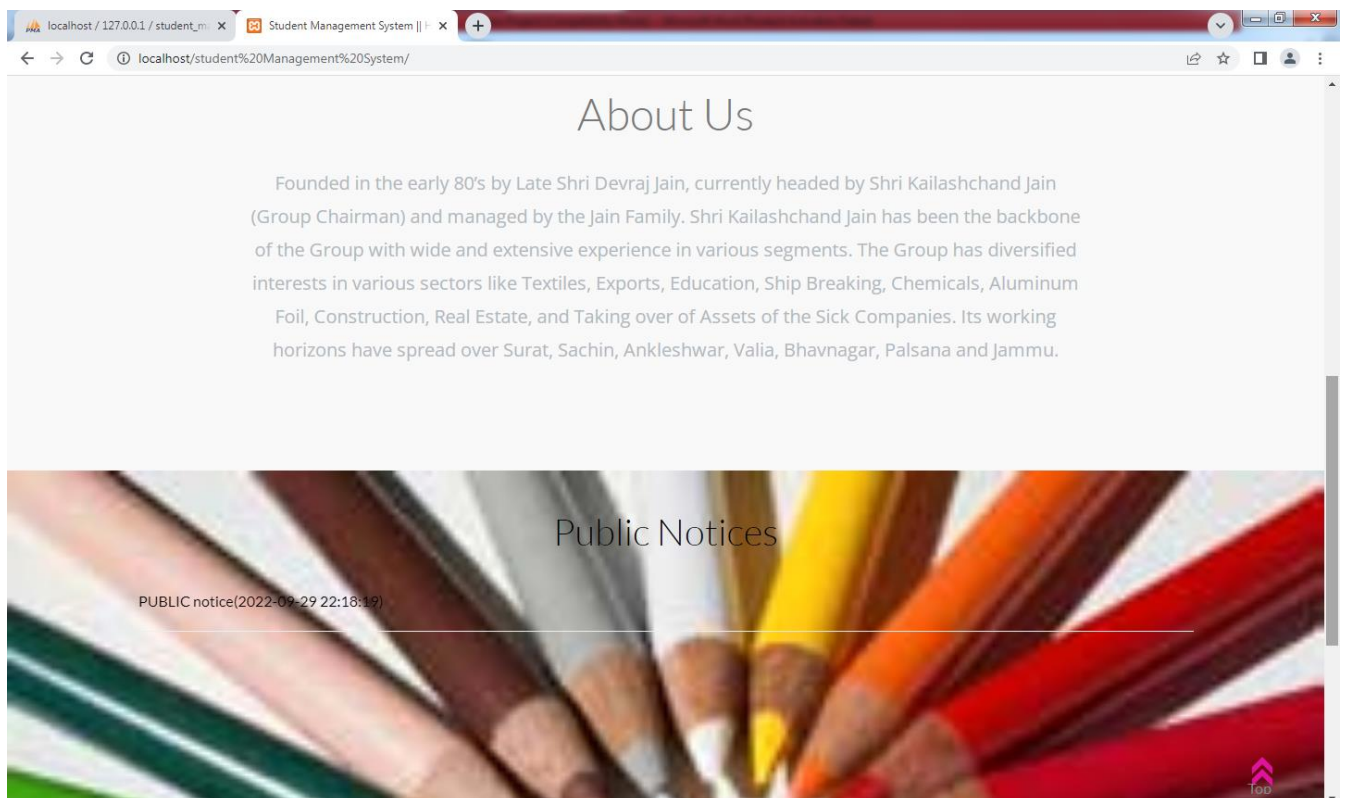 localhost / 127.0.0.1 / student_m
Student Management System || H
localhost/student%20Management%20System/
About Us
Founded in the early 80's by Late Shri Devraj Jain, currently headed by Shri Kailashchand Jain
(Group Chairman) and managed by the Jain Family. Shri Kailashchand Jain has been the backbone
of the Group with wide and extensive experience in various segments. The Group has diversified
interests in various sectors like Textiles, Exports, Education, Ship Breaking, Chemicals, Aluminum
Foil, Construction, Real Estate, and Taking over of Assets of the Sick Companies. Its working
horizons have spread over Surat, Sachin, Ankleshwar, Valia, Bhavnagar, Palsana and Jammu.
Public Notices
PUBLIC notice(2022-09-29 22:18:19)
Top